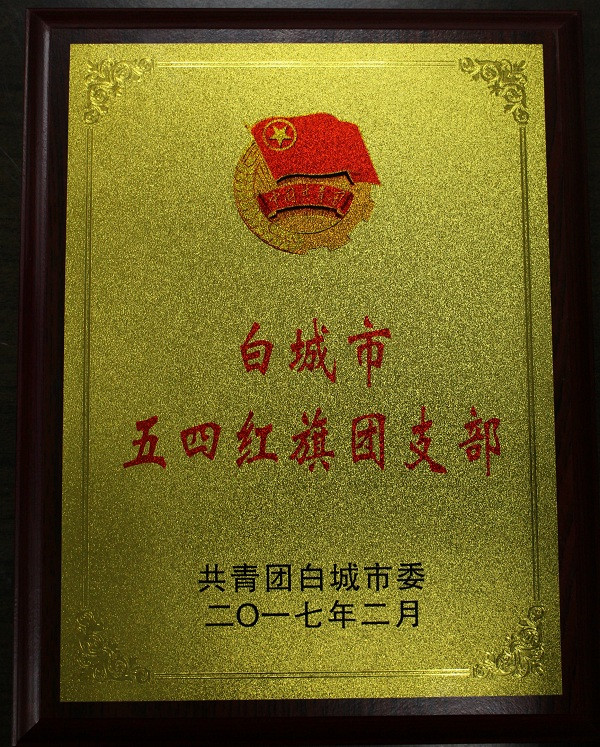 白城市
五四红旗团支部
共青团白城市委
二〇一七年二月